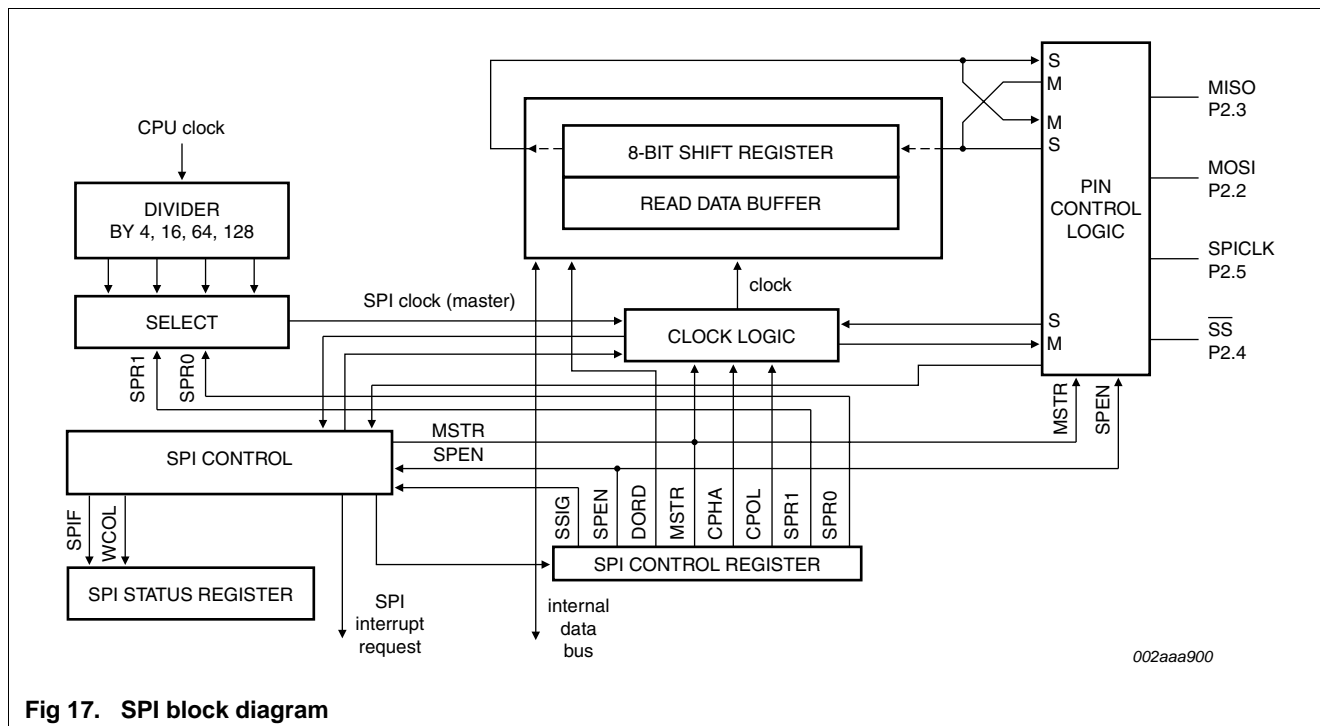 CPU clock
DIVIDER
BY 4, 16, 64, 128
SELECT
SPR1
SPR0
SPI clock (master)
8-BIT SHIFT REGISTER
READ DATA BUFFER
clock
CLOCK LOGIC
S
M
M
S
PIN
CONTROL
LOGIC
S
M
MISO
P2.3
MOSI
P2.2
SPICLK
P2.5
SS
P2.4
MSTR
SPEN
SPI CONTROL
MSTR
SPEN
SPIF
WCOL
SPI STATUS REGISTER
SPI
interrupt
request
SSIG
SPEN
DORD
MSTR
CPHA
CPOL
SPR1
SPR0
SPI CONTROL REGISTER
internal
data
bus
002aaa900
Fig 17. SPI block diagram